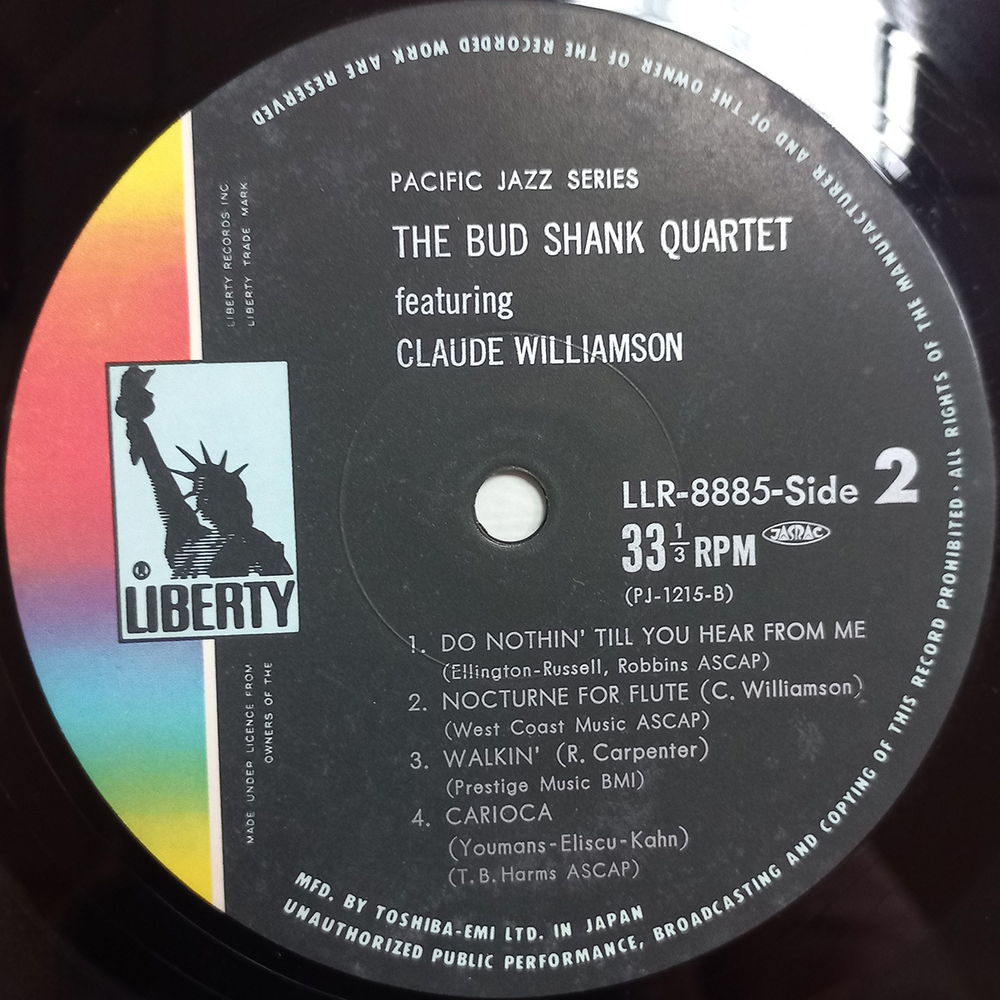 PACIFIC JAZZ SERIES
THE BUD SHANK QUARTET
featuring
CLAUDE WILLIAMSON
LIBERTY RECORDS INC.
LIBERTY TRADE MARK
® LIBERTY
MADE UNDER LICENCE FROM
OWNERS OF THE
LLR-8885-Side 2
33 1/3 RPM JASRAC
(PJ-1215-B)
1. DO NOTHIN' TILL YOU HEAR FROM ME
(Ellington-Russell, Robbins ASCAP)
2. NOCTURNE FOR FLUTE (C. Williamson)
(West Coast Music ASCAP)
3. WALKIN' (R. Carpenter)
(Prestige Music BMI)
4. CARIOCA
(Youmans-Eliscu-Kahn)
(T.B.Harms ASCAP)
MFD. BY TOSHIBA-EMI LTD. IN JAPAN
UNAUTHORIZED PUBLIC PERFORMANCE, BROADCASTING AND COPYING OF THIS RECORD PROHIBITED · ALL RIGHTS OF THE MANUFACTURER AND OF THE OWNER OF THE RECORDED WORK ARE RESERVED